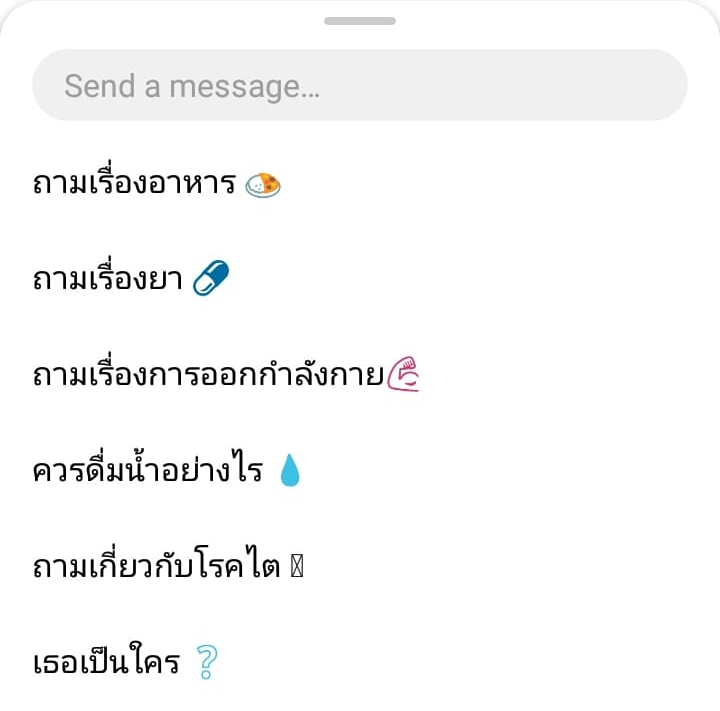 Send a message...
ถามเรื่องอาหาร 🍛
ถามเรื่องยา 💊
ถามเรื่องการออกกำลังกาย💪
ควรดื่มน้ำอย่างไร 💧
ถามเกี่ยวกับโรคไต
เธอเป็นใคร ❔